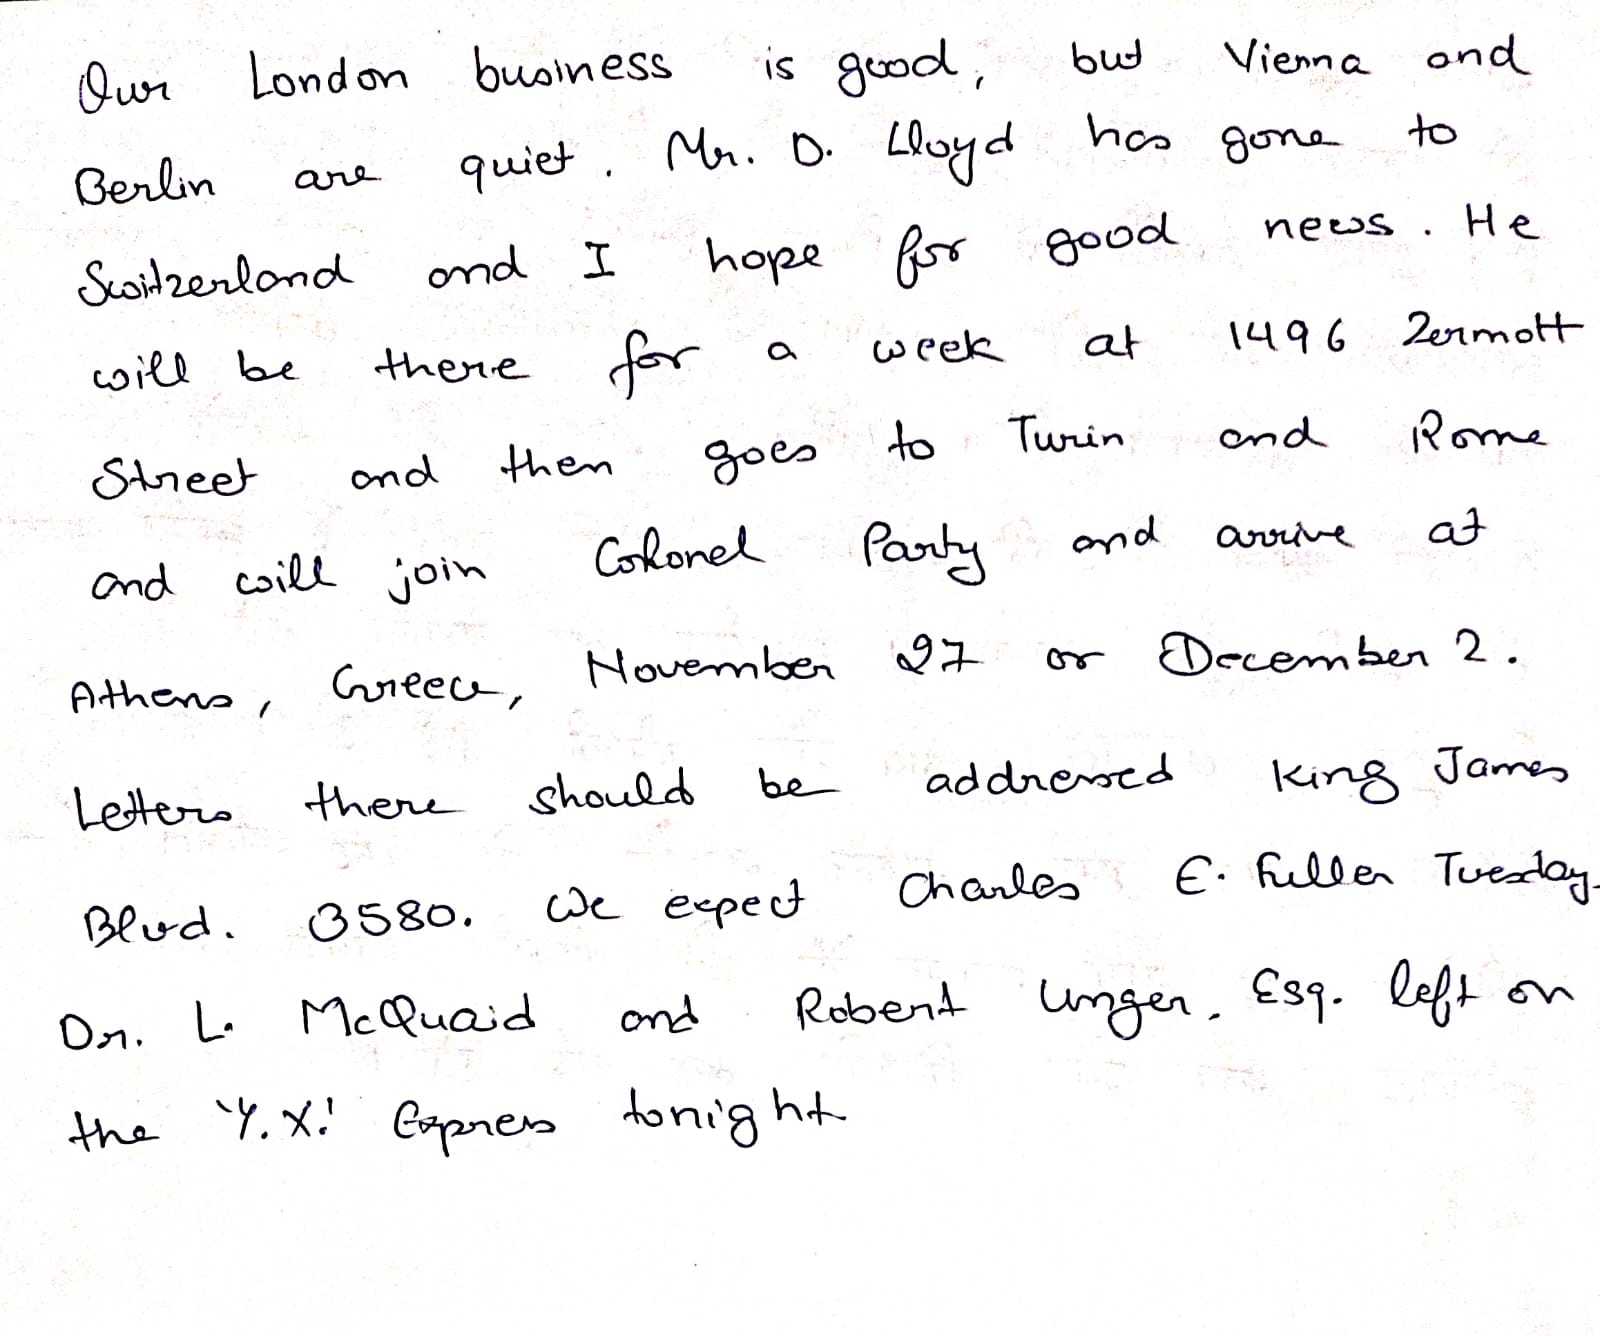 Our London business is good, but Vienna and
Berlin are quiet. Mr. D. Lloyd has gone to
Switzerland and I hope for good news. He
will be there for a week at 1496 Zermott
Street and then goes to Turin and Rome
and will join Colonel Party and arrive at
Athens, Greece, November 27 or December 2.
Letters there should be addressed King James
Blvd. 3580. We expect Charles E. Fuller Tuesday.
Dr. L. McQuaid and Robert Unger, Esq. left on
the 'Y.X.' Express tonight